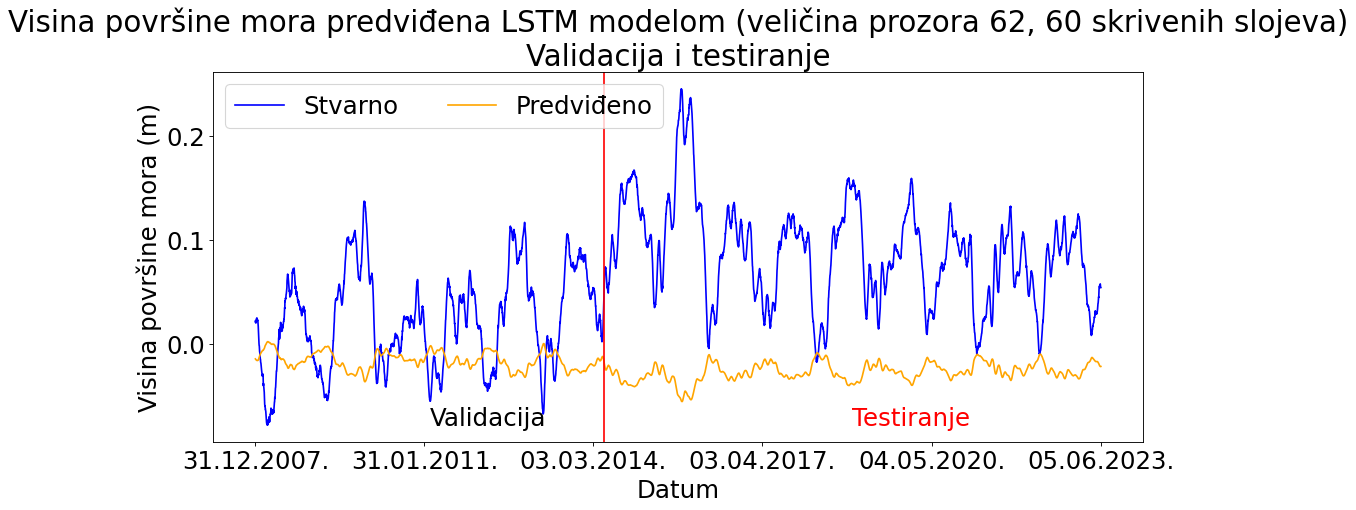 Visina površine mora predviđena LSTM modelom (veličina prozora 62, 60 skrivenih slojeva)
Validacija i testiranje
Stvarno
Predviđeno
Visina površine mora (m)
0.2
0.1
0.0
Validacija
Testiranje
31.12.2007.
31.01.2011.
03.03.2014.
03.04.2017.
04.05.2020.
05.06.2023.
Datum